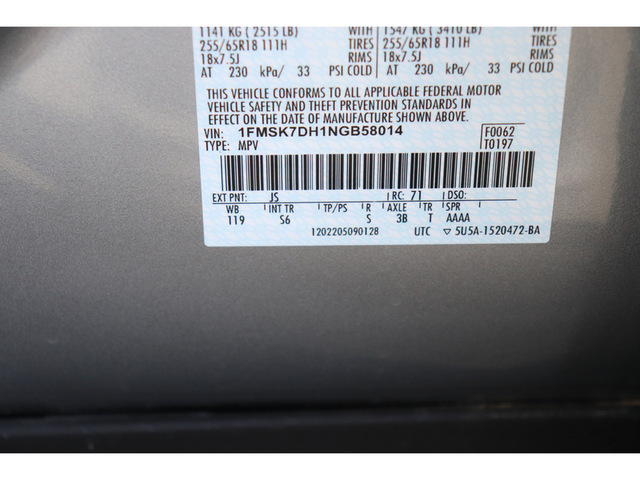 1141 KG (2515 LB) WITH 1547 KG (3410 LB) WITH
255/65R18 111H TIRES 255/65R18 111H TIRES
18x7.5J RIMS 18x7.5J RIMS
AT 230 kPa/ 33 PSI COLD AT 230 kPa/ 33 PSI COLD
THIS VEHICLE CONFORMS TO ALL APPLICABLE FEDERAL MOTOR
VEHICLE SAFETY AND THEFT PREVENTION STANDARDS IN
EFFECT ON THE DATE OF MANUFACTURE SHOWN ABOVE.
VIN: 1FMSK7DH1NGB58014 F0062
TYPE: MPV T0197
EXT PNT: JS RC: 71 DSO:
WB INT TR TP/PS R AXLE TR SPR
119 S6 S 3B T AAAA
1202205090128 UTC ▽ 5U5A-1520472-BA